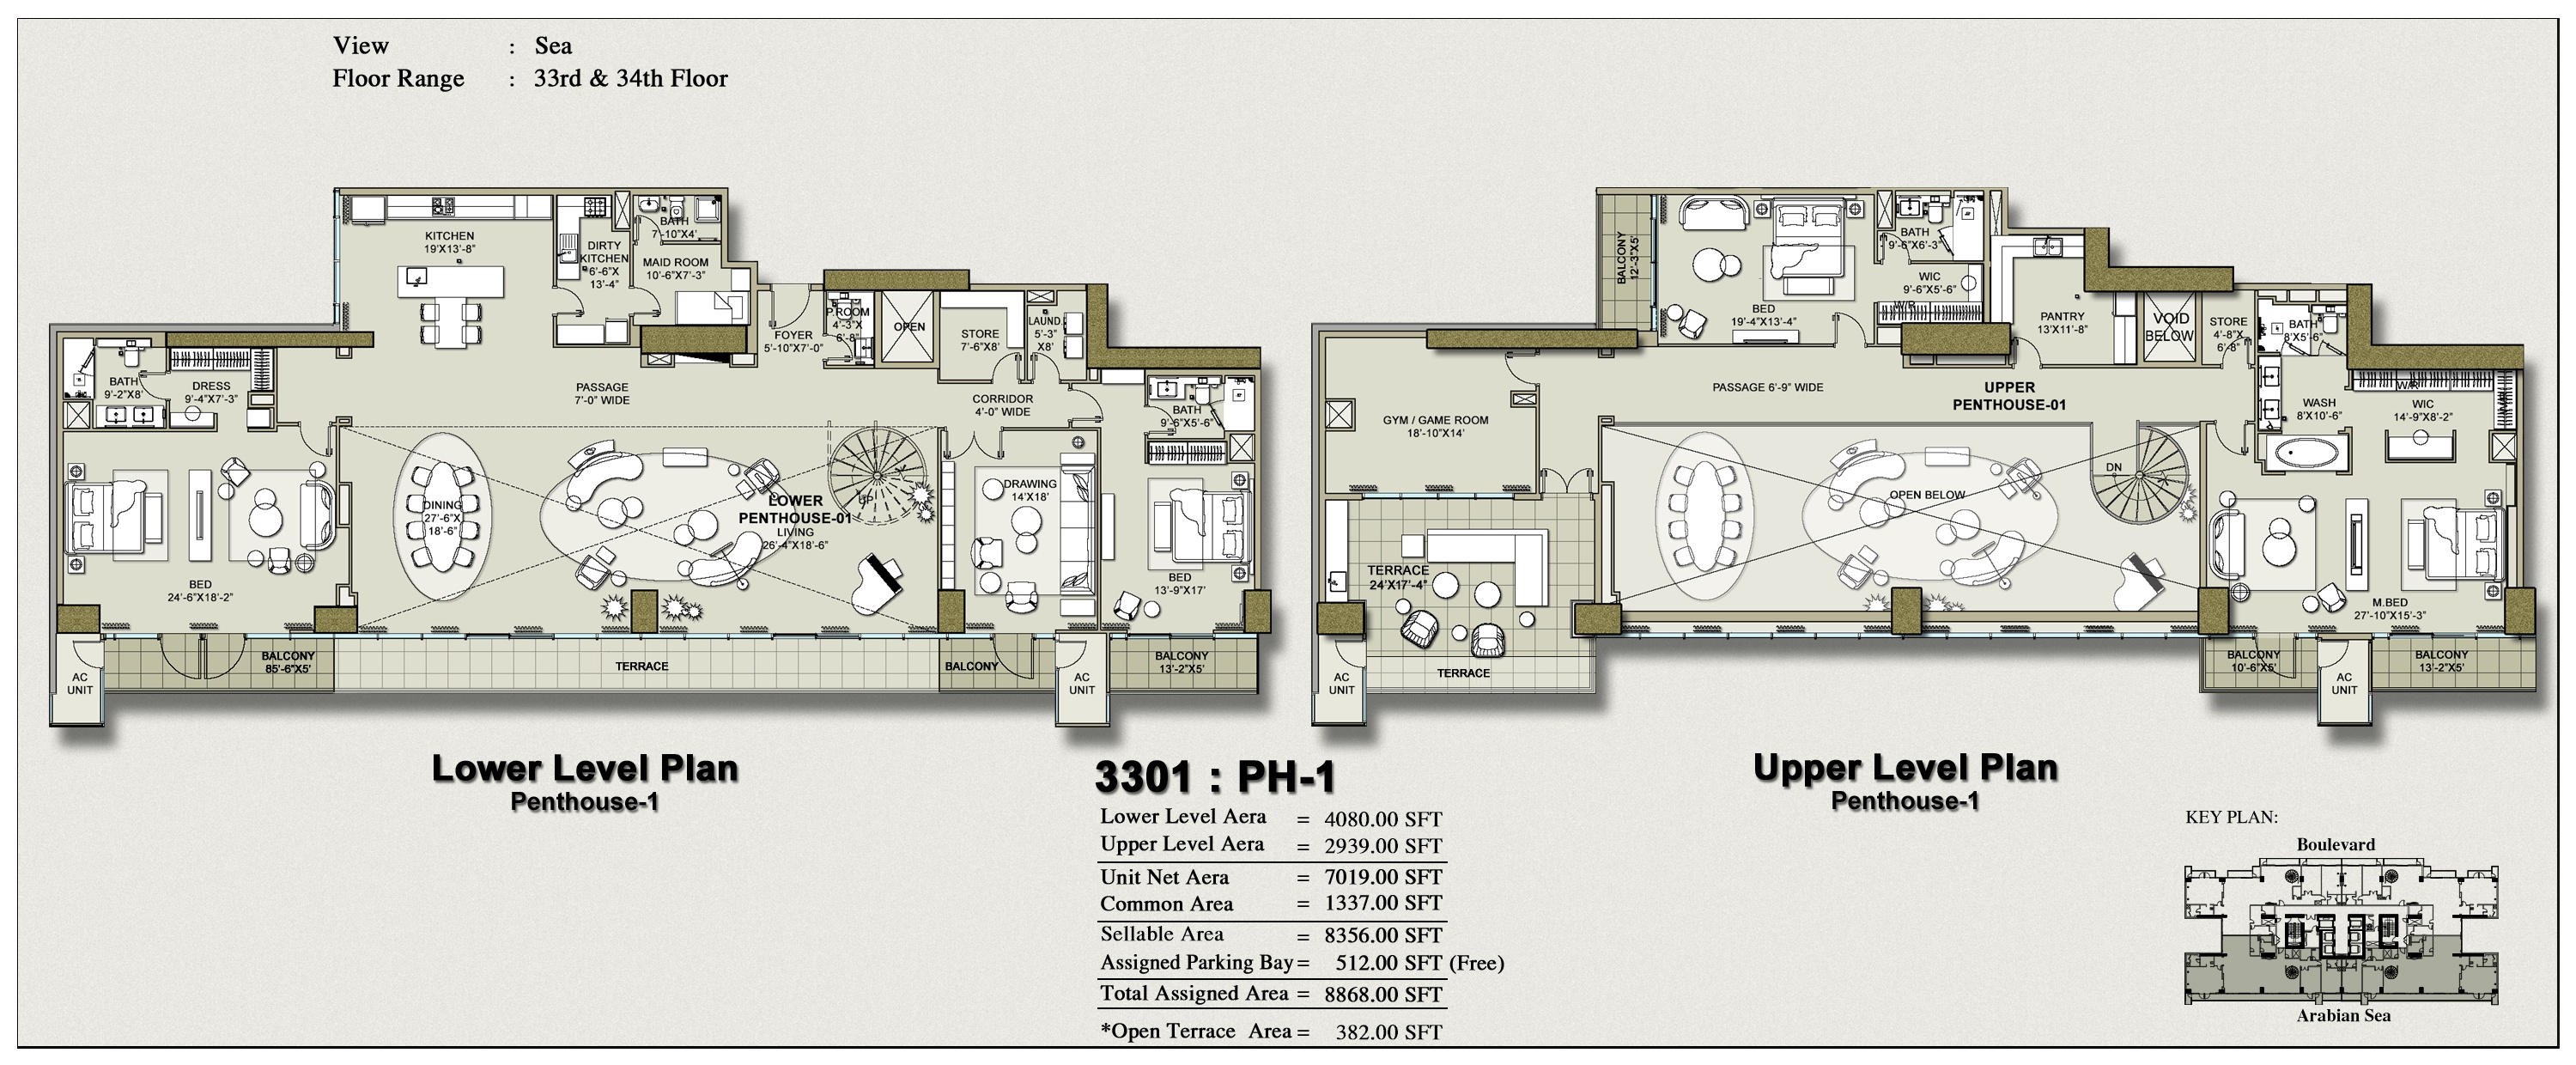 View : Sea
Floor Range : 33rd & 34th Floor
KITCHEN
19'X13'-8"
DIRTY
KITCHEN
6'-6"X
13'-4"
BATH
7'-10"X4'
MAID ROOM
10'-6"X7'-3"
FOYER
5'-10"X7'-0"
P.ROOM
4'-3"X
6'-8"
OPEN
STORE
7'-6"X8'
LAUND.
5'-3"
X8'
BATH
9'-2"X8'
DRESS
9'-4"X7'-3"
PASSAGE
7'-0" WIDE
CORRIDOR
4'-0" WIDE
BATH
9'-6"X5'-6"
DINING
27'-6"X
18'-6"
UP
LOWER
PENTHOUSE-01
LIVING
26'-4"X18'-6"
DRAWING
14'X18'
BED
24'-6"X18'-2"
BED
13'-9"X17'
BALCONY
85'-6"X5'
TERRACE
BALCONY
BALCONY
13'-2"X5'
AC
UNIT
AC
UNIT
Lower Level Plan
Penthouse-1
BALCONY
12'-3"X5'
BED
19'-4"X13'-4"
BATH
9'-6"X6'-3"
WIC
9'-6"X5'-6"
W/R
PANTRY
13'X11'-8"
VOID
BELOW
STORE
4'-8"X
6'-8"
BATH
8'X5'-6"
GYM / GAME ROOM
18'-10"X14'
PASSAGE 6'-9" WIDE
UPPER
PENTHOUSE-01
WASH
8'X10'-6"
W/R
WIC
14'-9"X8'-2"
OPEN BELOW
DN
TERRACE
24'X17'-4"
M.BED
27'-10"X15'-3"
TERRACE
BALCONY
10'-6"X5'
BALCONY
13'-2"X5'
AC
UNIT
AC
UNIT
Upper Level Plan
Penthouse-1
3301 : PH-1
Lower Level Aera = 4080.00 SFT
Upper Level Aera = 2939.00 SFT
Unit Net Aera = 7019.00 SFT
Common Area = 1337.00 SFT
Sellable Area = 8356.00 SFT
Assigned Parking Bay = 512.00 SFT (Free)
Total Assigned Area = 8868.00 SFT
*Open Terrace Area = 382.00 SFT
KEY PLAN:
Boulevard
Arabian Sea